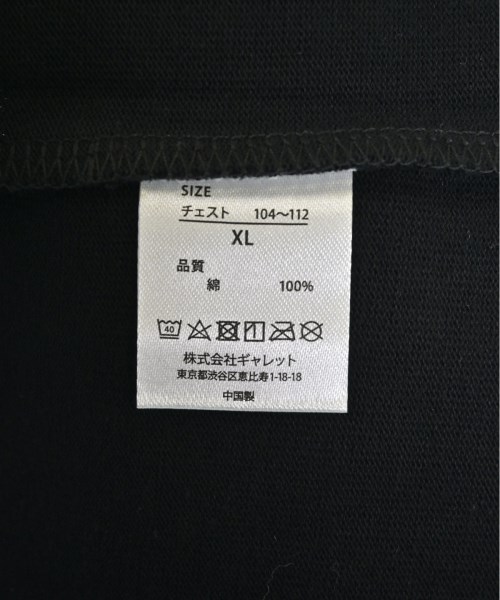 SIZE
チェスト 104〜112
XL
品質
綿 100%
40
株式会社ギャレット
東京都渋谷区恵比寿1-18-18
中国製